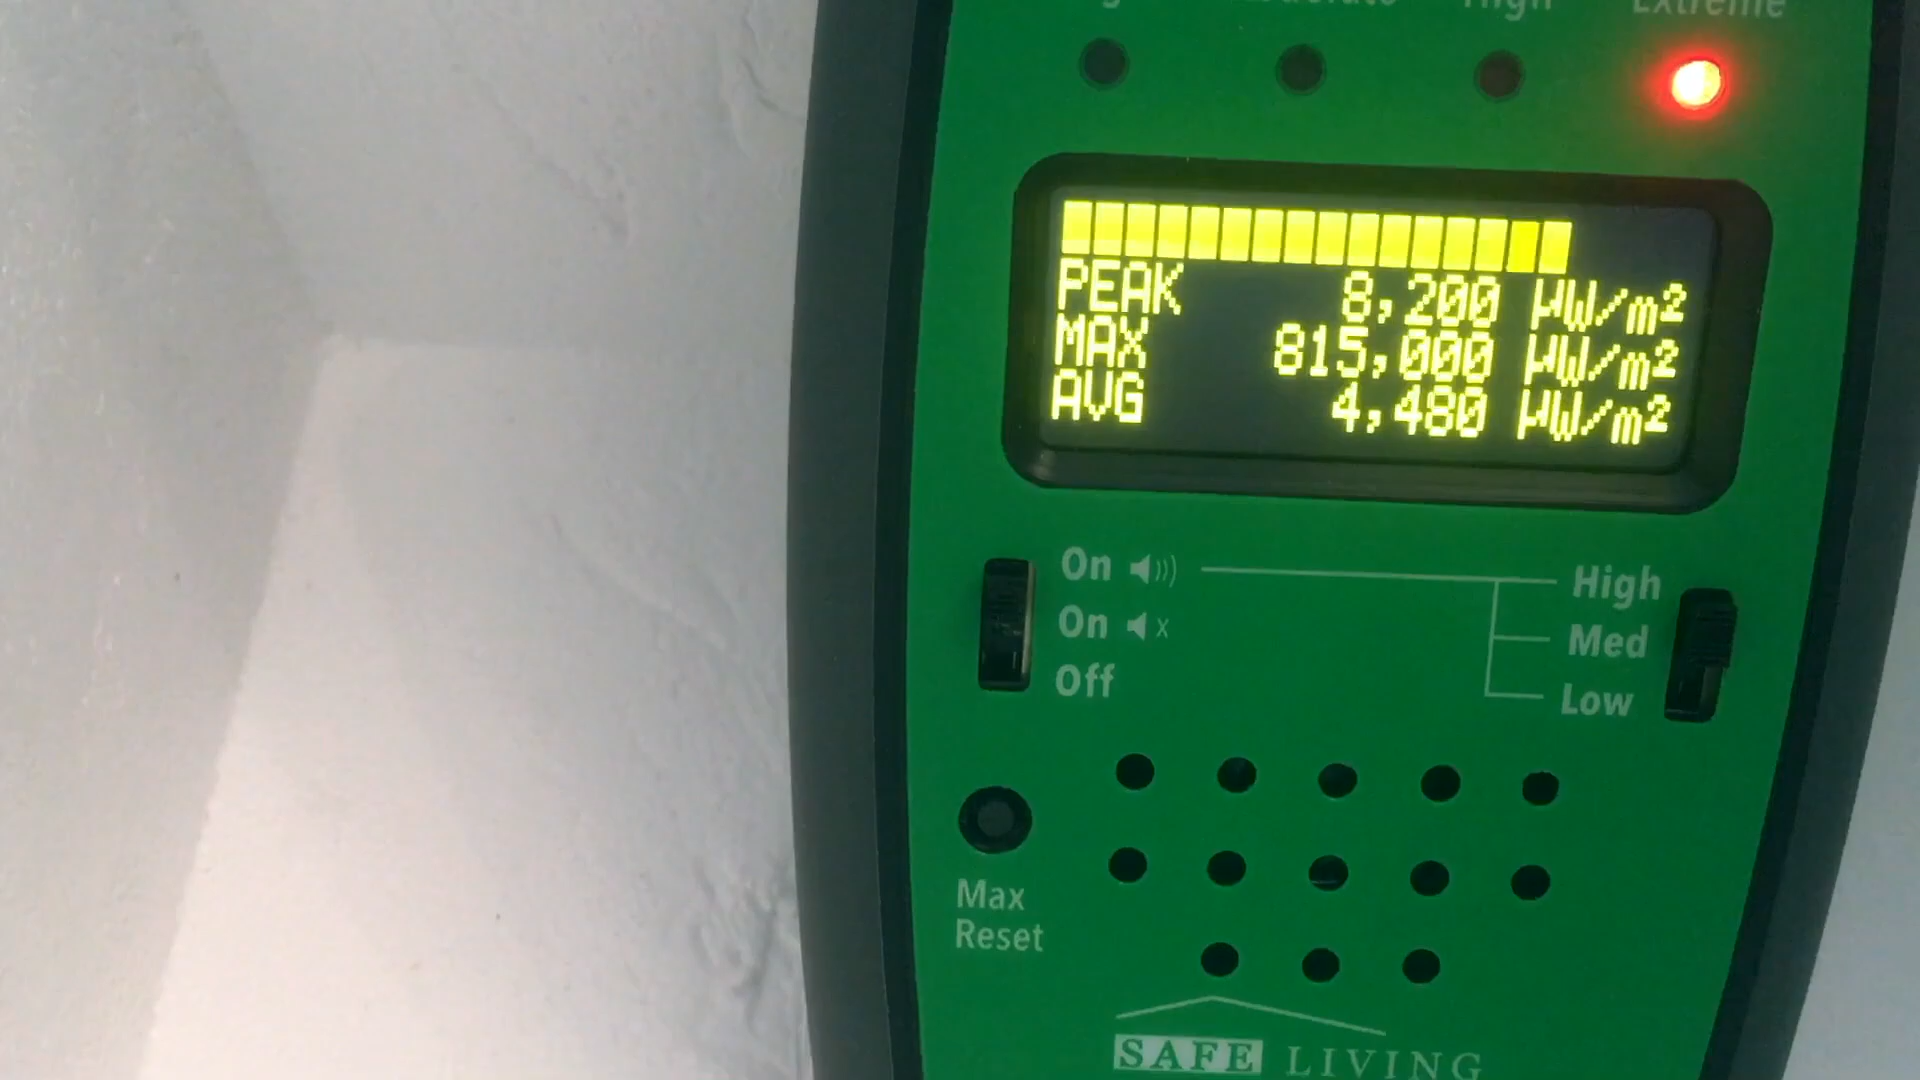 High Extreme
PEAK 8,200 µW/m²
MAX 815,000 µW/m²
AVG 4,480 µW/m²
On High
On x Med
Off Low
Max
Reset
SAFE LIVING